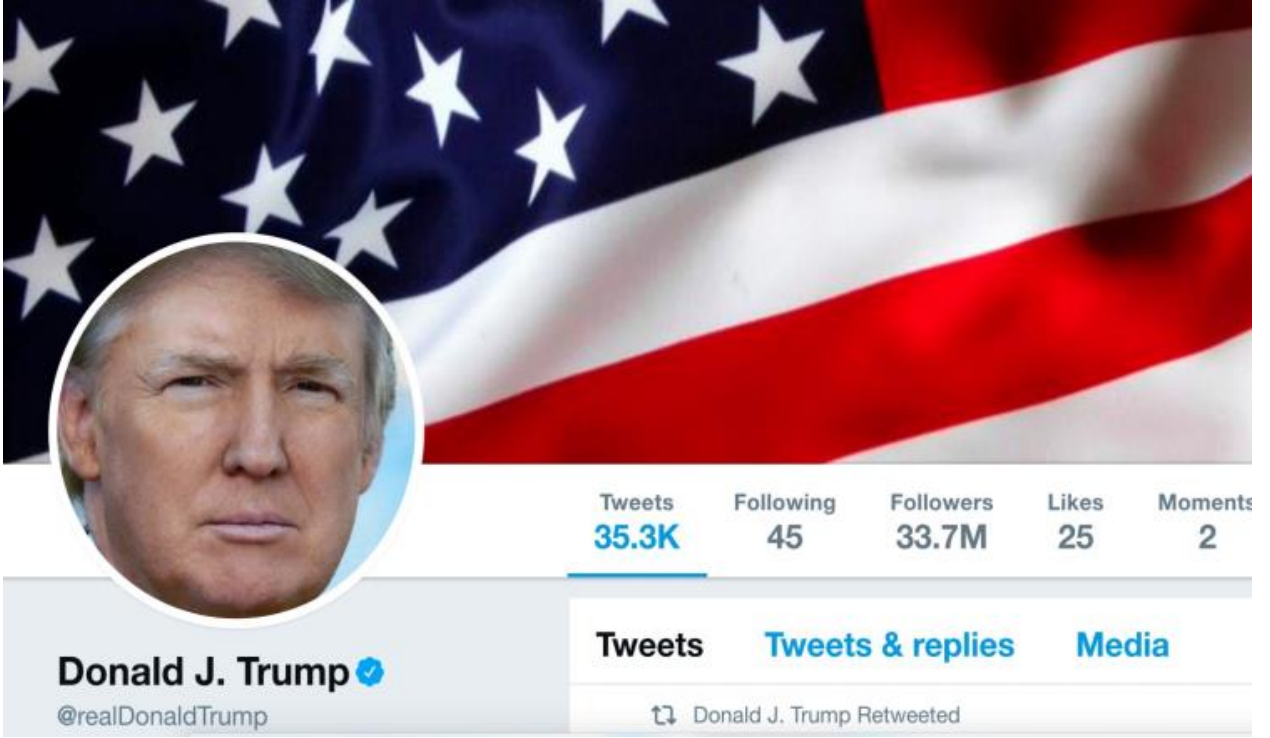 Tweets Following Followers Likes Moments
35.3K 45 33.7M 25 2
Tweets Tweets & replies Media
Donald J. Trump
@realDonaldTrump
Donald J. Trump Retweeted